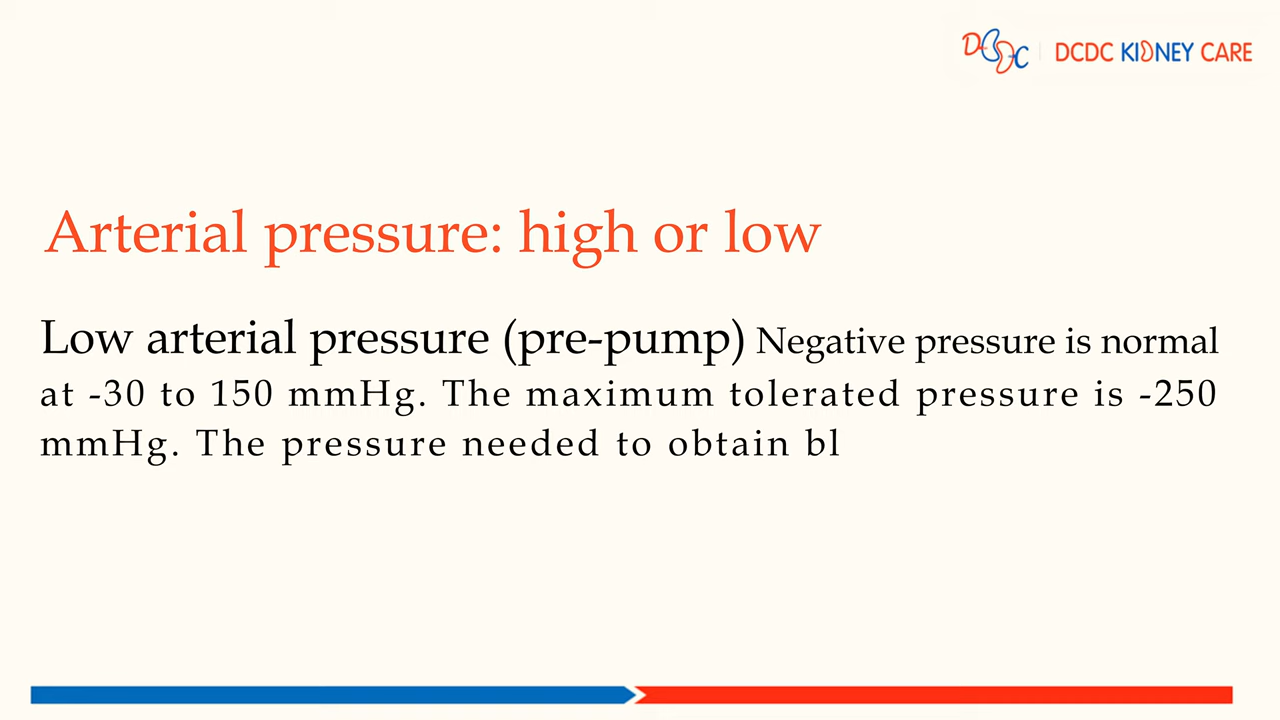 DCDC | DCDC KIDNEY CARE
Arterial pressure: high or low
Low arterial pressure (pre-pump) Negative pressure is normal
at -30 to 150 mmHg. The maximum tolerated pressure is -250
mmHg. The pressure needed to obtain bl